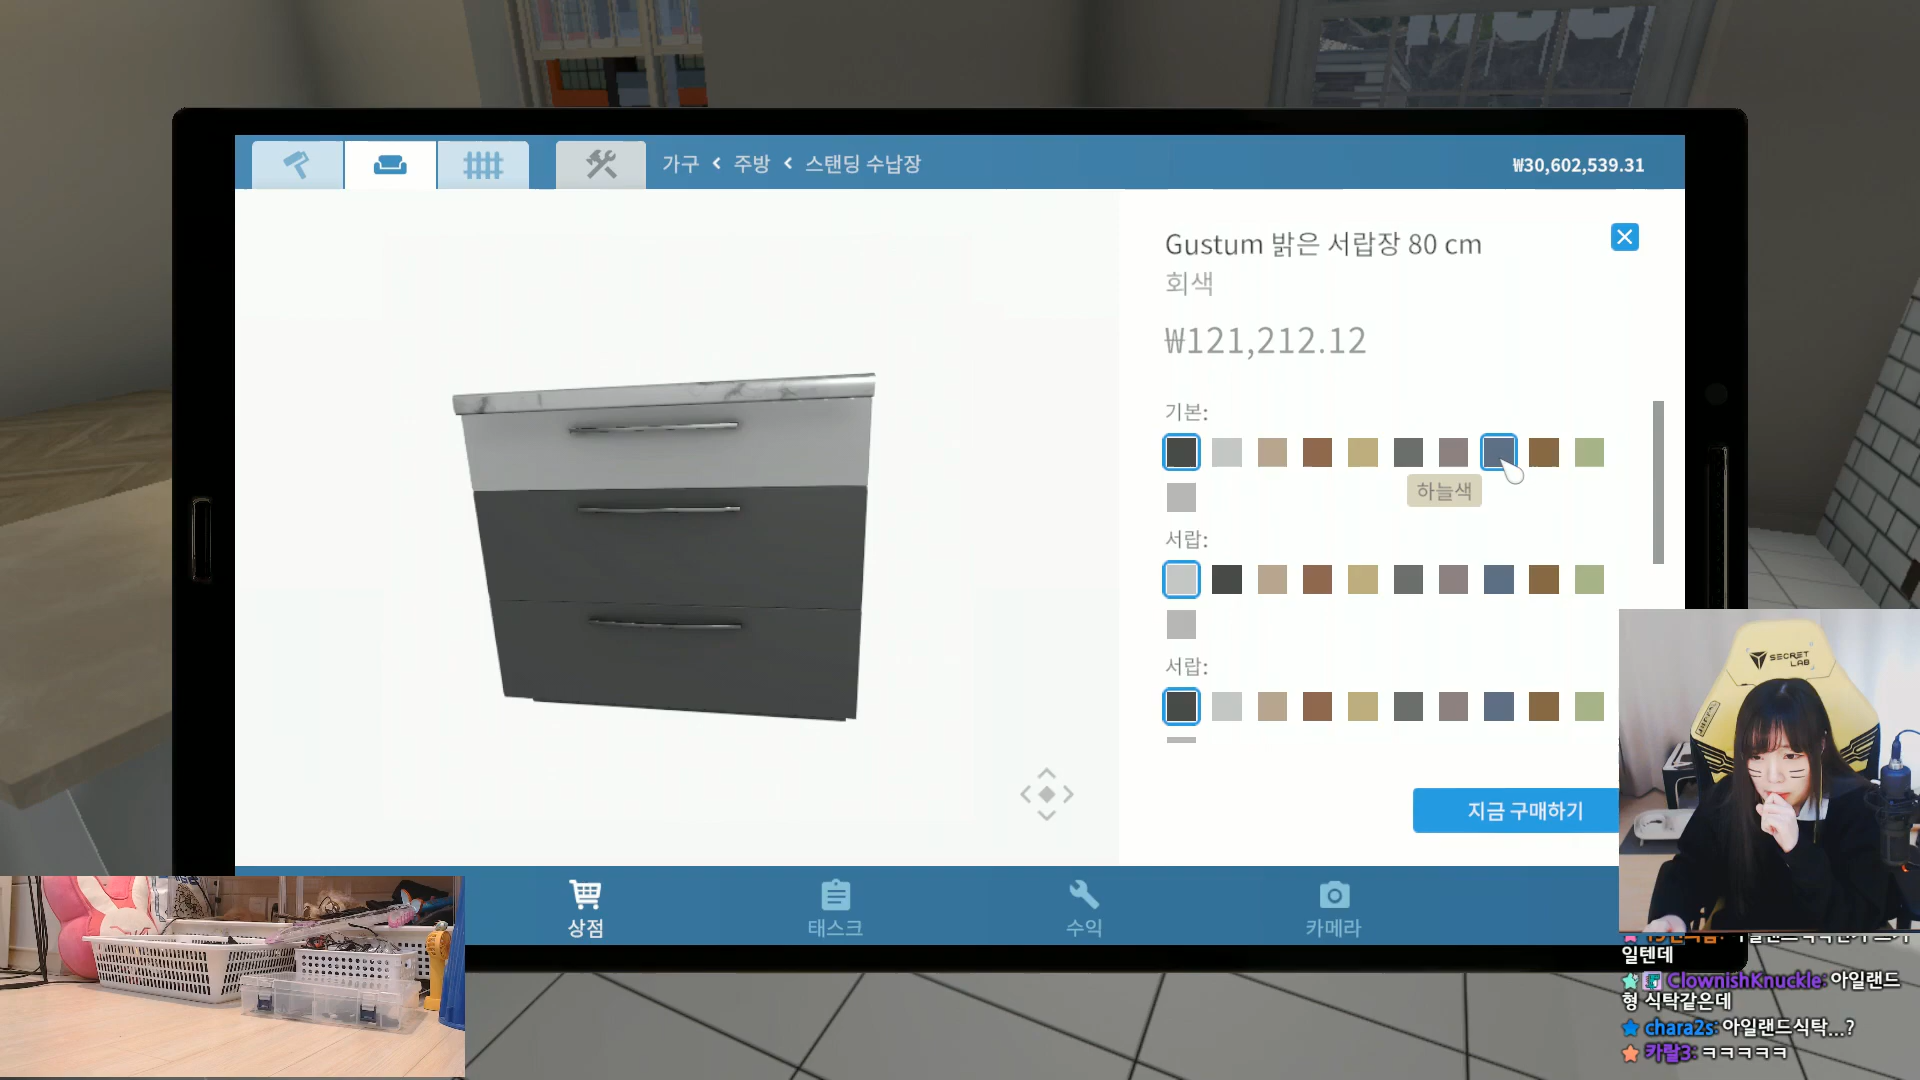 가구 < 주방 < 스탠딩 수납장
₩30,602,539.31
Gustum 밝은 서랍장 80 cm
회색
₩121,212.12
기본:
하늘색
서랍:
서랍:
지금 구매하기
상점
태스크
수익
카메라
SECRET
LAB
일텐데
ClownishKnuckle: 아일랜드
형 식탁같은데
chara2s: 아일랜드식탁...?
카랄3: ㅋㅋㅋㅋㅋ